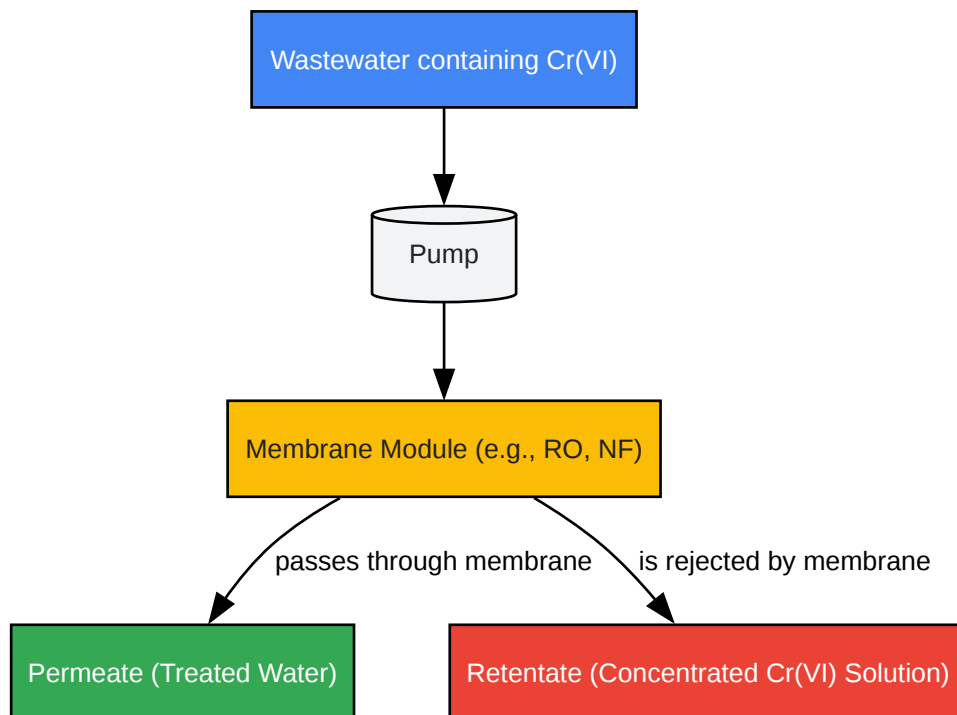 Wastewater containing Cr(VI)
Pump
Membrane Module (e.g., RO, NF)
passes through membrane
is rejected by membrane
Permeate (Treated Water)
Retentate (Concentrated Cr(VI) Solution)